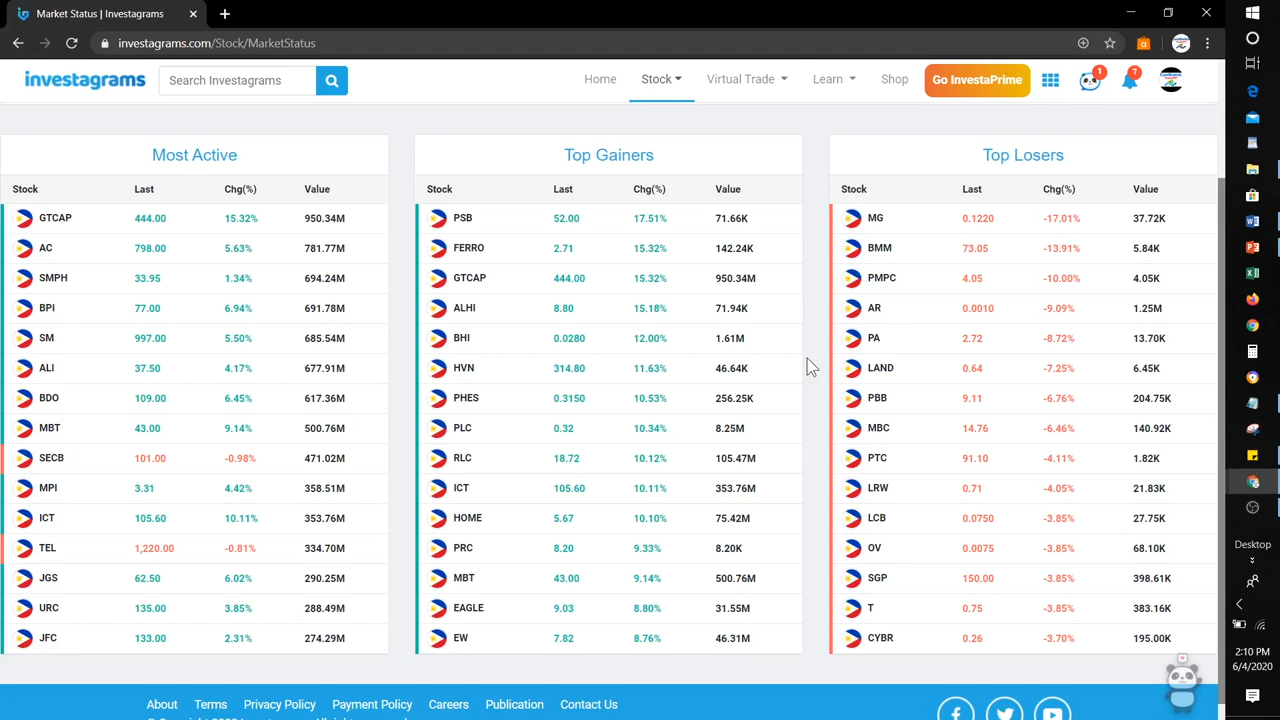 Market Status | Investagrams
investagrams.com/Stock/MarketStatus
investagrams
Search Investagrams
Home
Stock
Virtual Trade
Learn
Shop
Go InvestaPrime
1
7
Most Active
Stock Last Chg(%) Value
GTCAP 444.00 15.32% 950.34M
AC 798.00 5.63% 781.77M
SMPH 33.95 1.34% 694.24M
BPI 77.00 6.94% 691.78M
SM 997.00 5.50% 685.54M
ALI 37.50 4.17% 677.91M
BDO 109.00 6.45% 617.36M
MBT 43.00 9.14% 500.76M
SECB 101.00 -0.98% 471.02M
MPI 3.31 4.42% 358.51M
ICT 105.60 10.11% 353.76M
TEL 1,220.00 -0.81% 334.70M
JGS 62.50 6.02% 290.25M
URC 135.00 3.85% 288.49M
JFC 133.00 2.31% 274.29M
Top Gainers
Stock Last Chg(%) Value
PSB 52.00 17.51% 71.66K
FERRO 2.71 15.32% 142.24K
GTCAP 444.00 15.32% 950.34M
ALHI 8.80 15.18% 71.94K
BHI 0.0280 12.00% 1.61M
HVN 314.80 11.63% 46.64K
PHES 0.3150 10.53% 256.25K
PLC 0.32 10.34% 8.25M
RLC 18.72 10.12% 105.47M
ICT 105.60 10.11% 353.76M
HOME 5.67 10.10% 75.42M
PRC 8.20 9.33% 8.20K
MBT 43.00 9.14% 500.76M
EAGLE 9.03 8.80% 31.55M
EW 7.82 8.76% 46.31M
Top Losers
Stock Last Chg(%) Value
MG 0.1220 -17.01% 37.72K
BMM 73.05 -13.91% 5.84K
PMPC 4.05 -10.00% 4.05K
AR 0.0010 -9.09% 1.25M
PA 2.72 -8.72% 13.70K
LAND 0.64 -7.25% 6.45K
PBB 9.11 -6.76% 204.75K
MBC 14.76 -6.46% 140.92K
PTC 91.10 -4.11% 1.82K
LRW 0.71 -4.05% 21.83K
LCB 0.0750 -3.85% 27.75K
OV 0.0075 -3.85% 68.10K
SGP 150.00 -3.85% 398.61K
T 0.75 -3.85% 383.16K
CYBR 0.26 -3.70% 195.00K
About Terms Privacy Policy Payment Policy Careers Publication Contact Us
Desktop
2:10 PM
6/4/2020